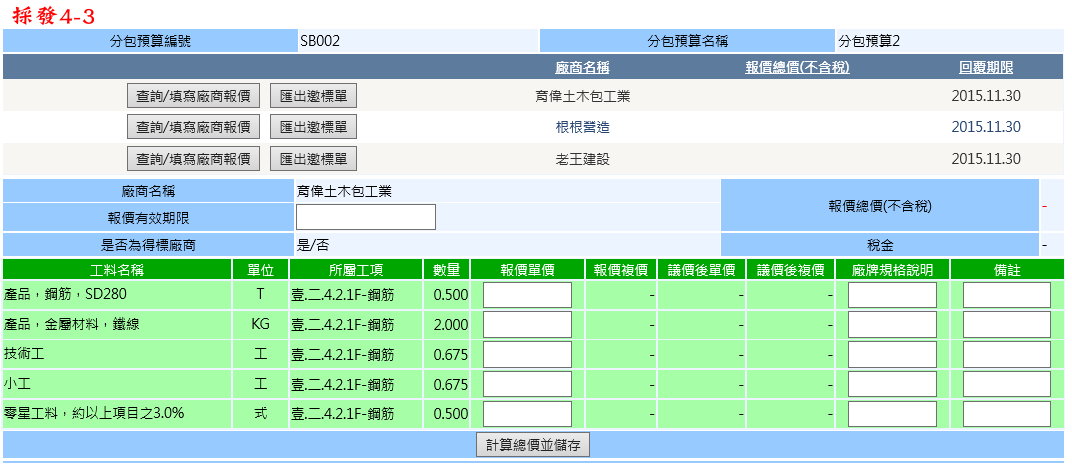 採發4-3
分包預算編號 SB002 分包預算名稱 分包預算2
廠商名稱 報價總價(不含稅) 回覆期限
查詢/填寫廠商報價 匯出邀標單 育偉土木包工業 2015.11.30
查詢/填寫廠商報價 匯出邀標單 根根營造 2015.11.30
查詢/填寫廠商報價 匯出邀標單 老王建設 2015.11.30
廠商名稱 育偉土木包工業 報價總價(不含稅) -
報價有效期限
是否為得標廠商 是/否 稅金 -
工料名稱 單位 所屬工項 數量 報價單價 報價複價 議價後單價 議價後複價 廠牌規格說明 備註
產品，鋼筋，SD280 T 壹.二.4.2.1F-鋼筋 0.500 - - -
產品，金屬材料，鐵線 KG 壹.二.4.2.1F-鋼筋 2.000 - - -
技術工 工 壹.二.4.2.1F-鋼筋 0.675 - - -
小工 工 壹.二.4.2.1F-鋼筋 0.675 - - -
零星工料，約以上項目之3.0% 式 壹.二.4.2.1F-鋼筋 0.500 - - -
計算總價並儲存